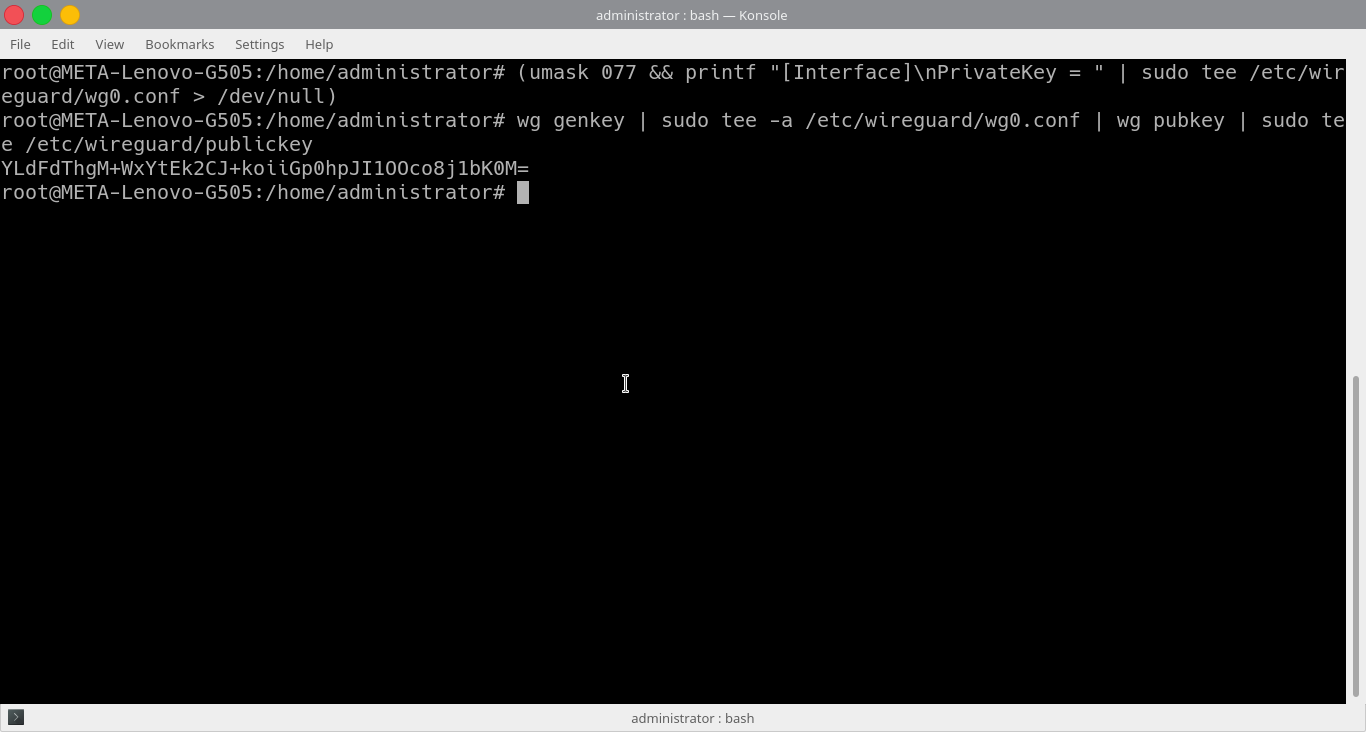 administrator : bash — Konsole
File Edit View Bookmarks Settings Help
root@META-Lenovo-G505:/home/administrator# (umask 077 && printf "[Interface]\nPrivateKey = " | sudo tee /etc/wir
eguard/wg0.conf > /dev/null)
root@META-Lenovo-G505:/home/administrator# wg genkey | sudo tee -a /etc/wireguard/wg0.conf | wg pubkey | sudo te
e /etc/wireguard/publickey
YLdFdThgM+WxYtEk2CJ+koiiGp0hpJI1OOco8j1bK0M=
root@META-Lenovo-G505:/home/administrator#
administrator : bash